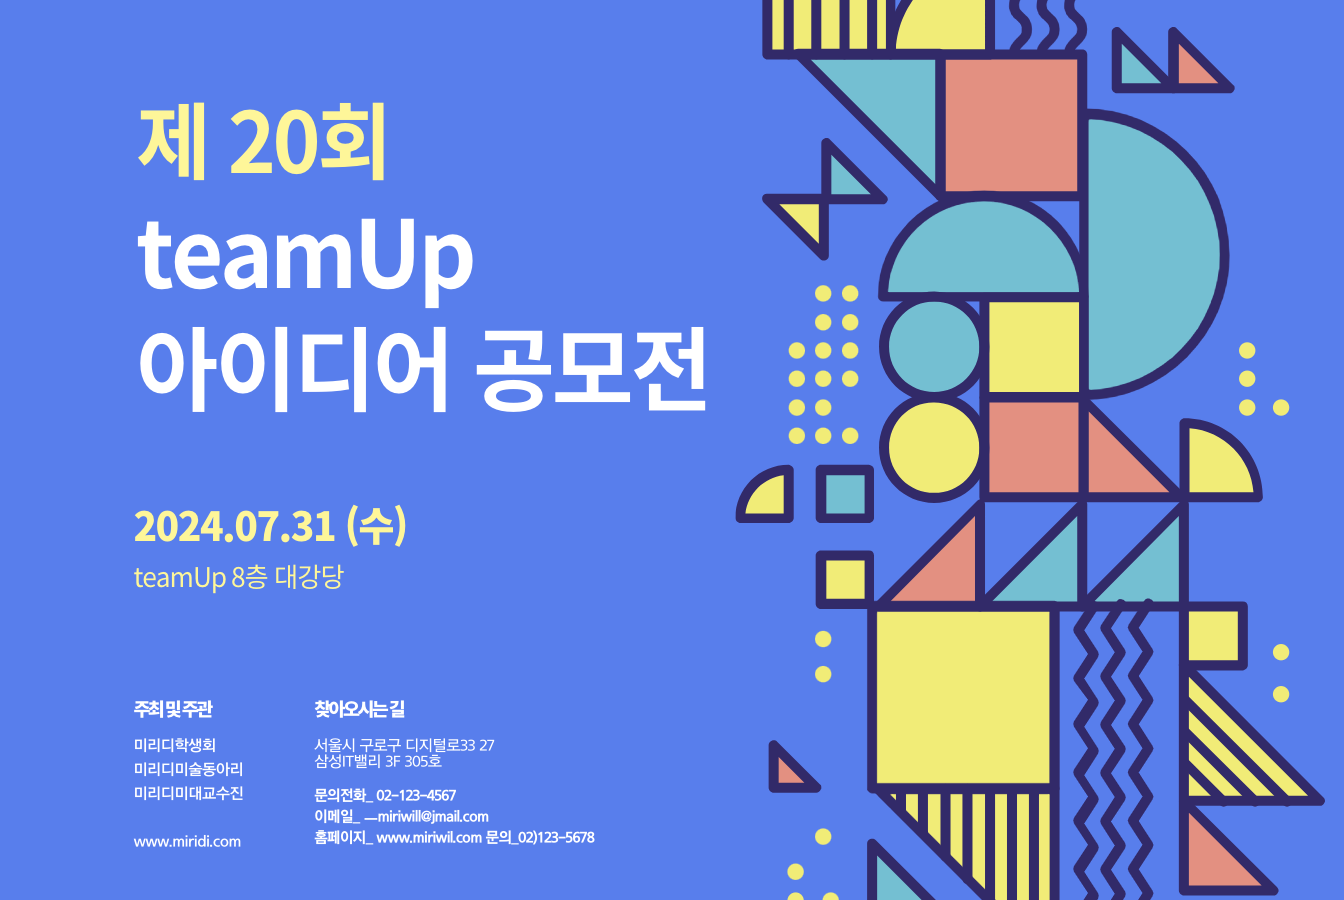 제 20회
teamUp
아이디어 공모전
2024.07.31 (수)
teamUp 8층 대강당
주최 및 주관
미리디학생회
미리디미술동아리
미리디미대교수진
www.miridi.com
찾아오시는 길
서울시 구로구 디지털로33 27
삼성IT밸리 3F 305호
문의전화_ 02-123-4567
이메일_ —miriwill@jmail.com
홈페이지_ www.miriwil.com 문의_02)123-5678